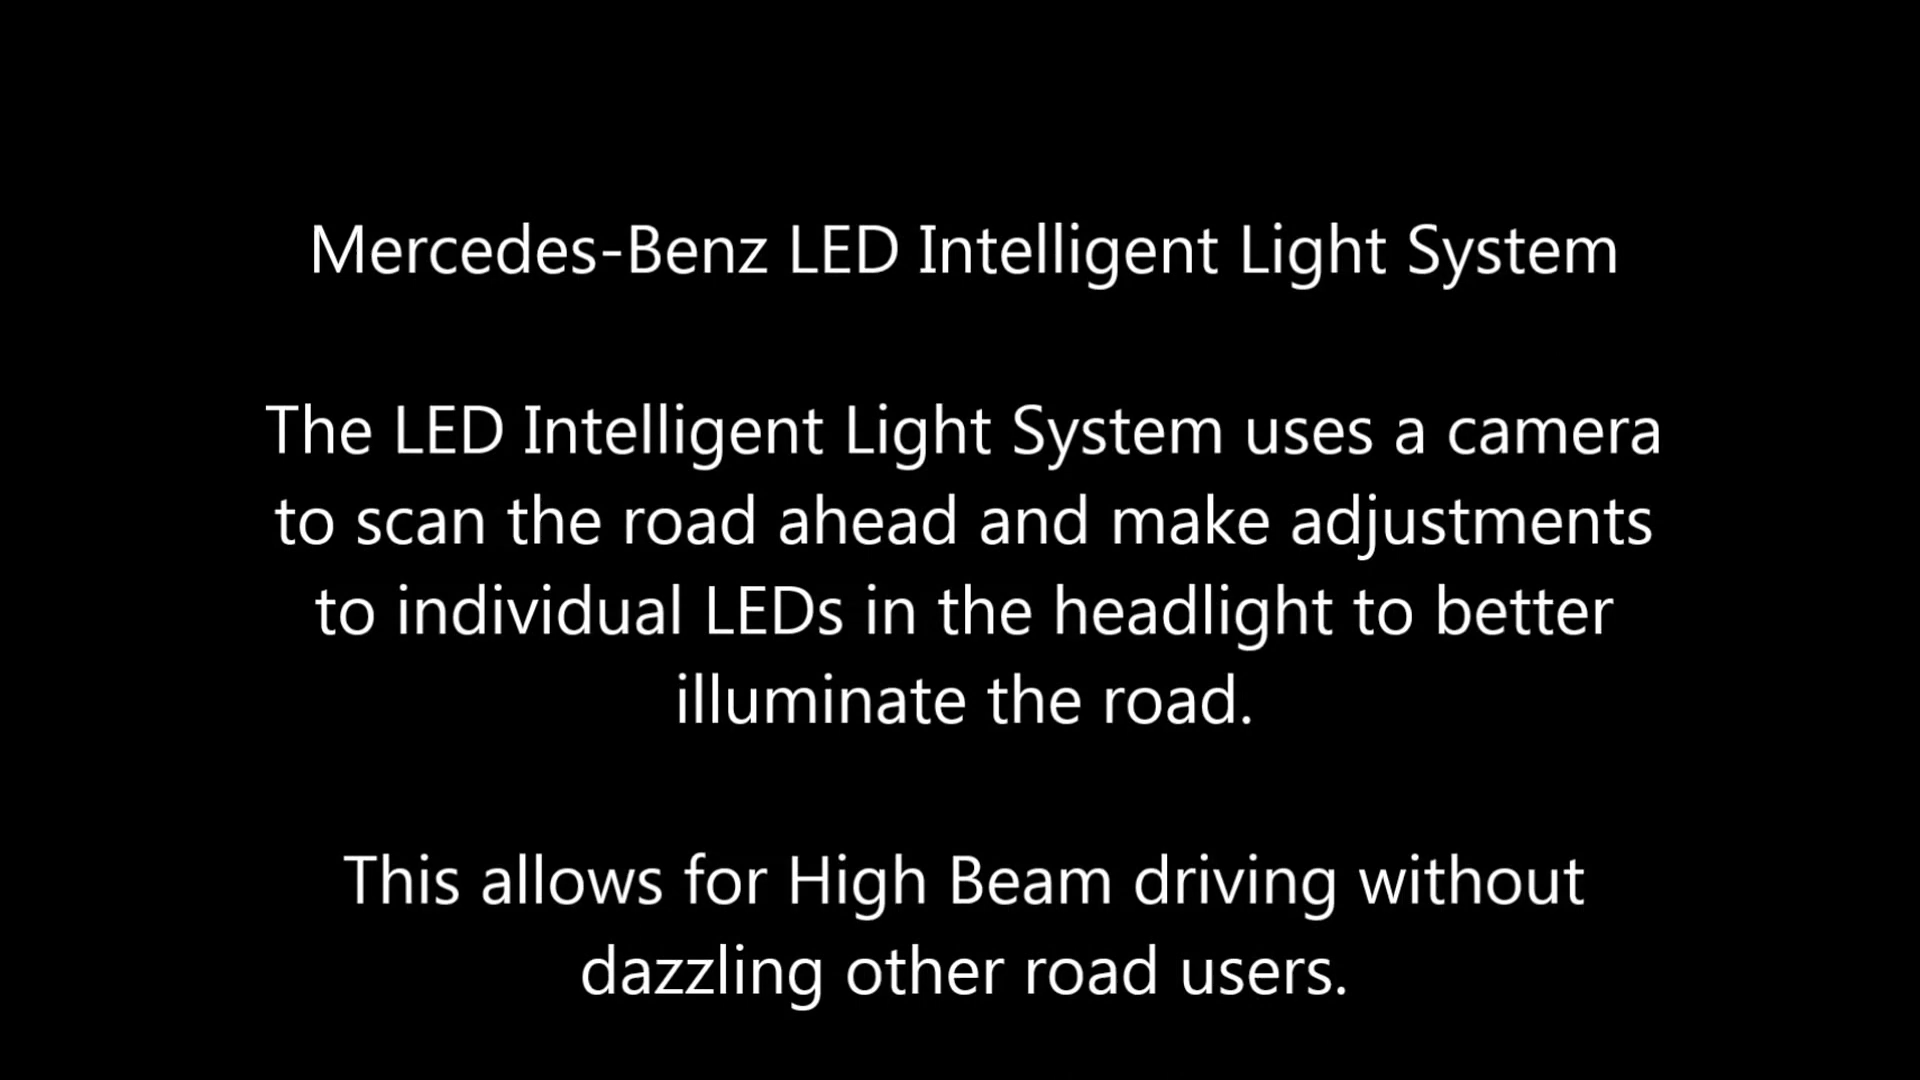 Mercedes-Benz LED Intelligent Light System
The LED Intelligent Light System uses a camera
to scan the road ahead and make adjustments
to individual LEDs in the headlight to better
illuminate the road.
This allows for High Beam driving without
dazzling other road users.